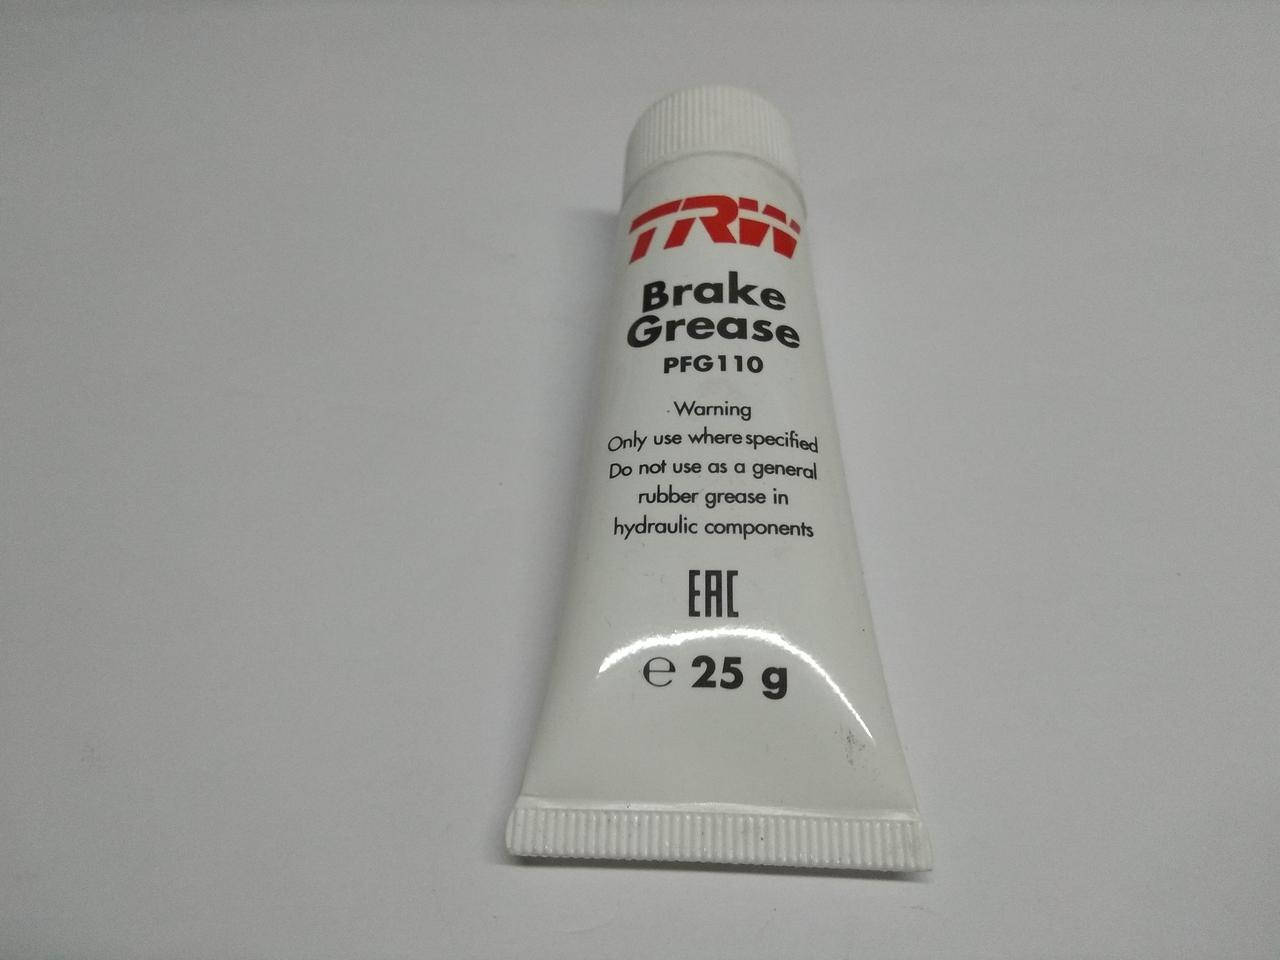 TRW
Brake
Grease
PFG110
Warning
Only use where specified
Do not use as a general
rubber grease in
hydraulic components
EAC
℮ 25 g